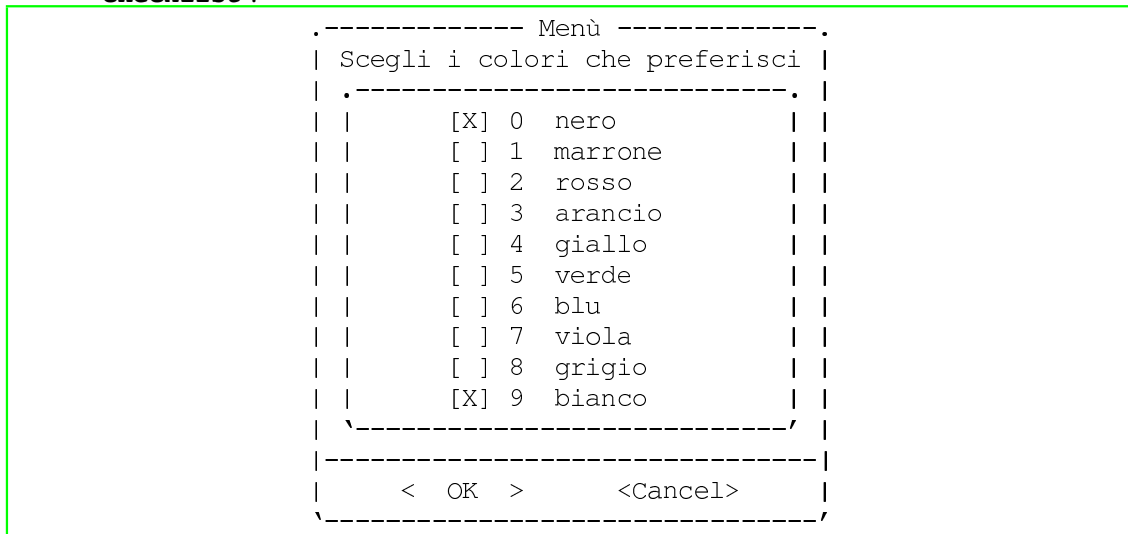 .------------- Menù -------------.
| Scegli i colori che preferisci |
| .----------------------------. |
| |      [X] 0  nero           | |
| |      [ ] 1  marrone        | |
| |      [ ] 2  rosso          | |
| |      [ ] 3  arancio        | |
| |      [ ] 4  giallo         | |
| |      [ ] 5  verde          | |
| |      [ ] 6  blu            | |
| |      [ ] 7  viola          | |
| |      [ ] 8  grigio         | |
| |      [X] 9  bianco         | |
| `----------------------------' |
|--------------------------------|
|     <  OK  >      <Cancel>     |
`--------------------------------'